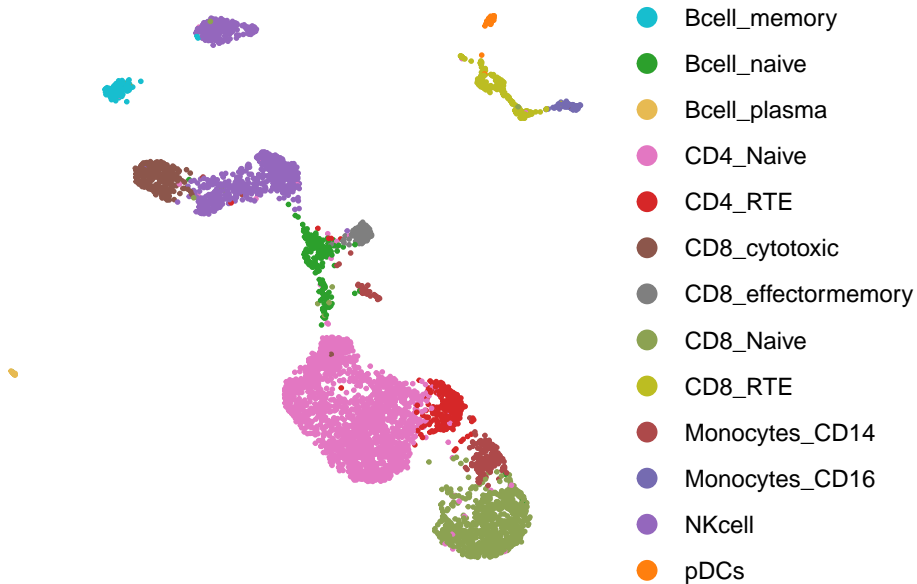 Bcell_memory
Bcell_naive
Bcell_plasma
CD4_Naive
CD4_RTE
CD8_cytotoxic
CD8_effectormemory
CD8_Naive
CD8_RTE
Monocytes_CD14
Monocytes_CD16
NKcell
pDCs